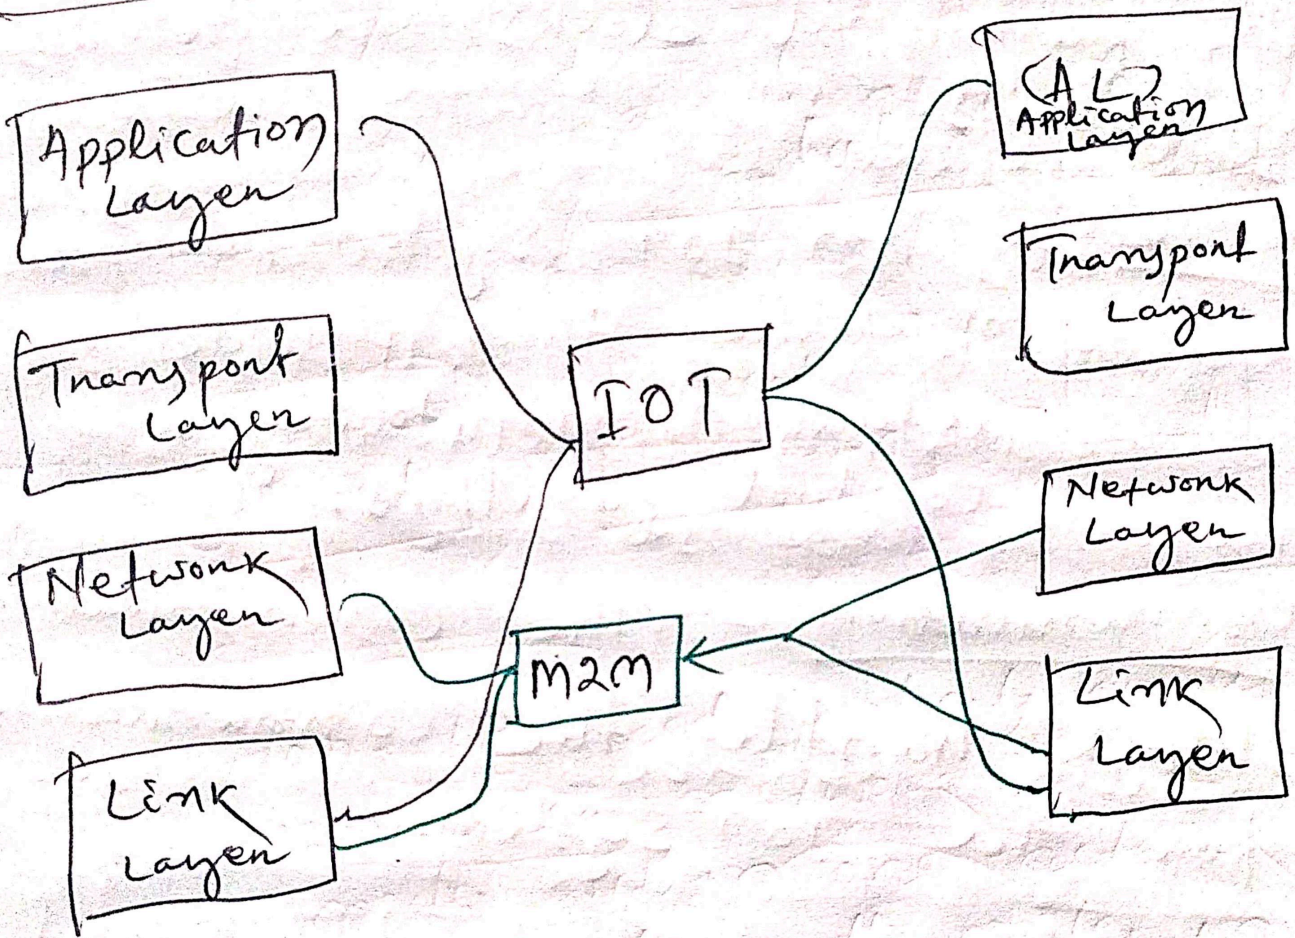 Application
Layer
Transport
Layer
Network
Layer
Link
Layer
IOT
M2M
(AL)
Application
Layer
Transport
Layer
Network
Layer
Link
Layer